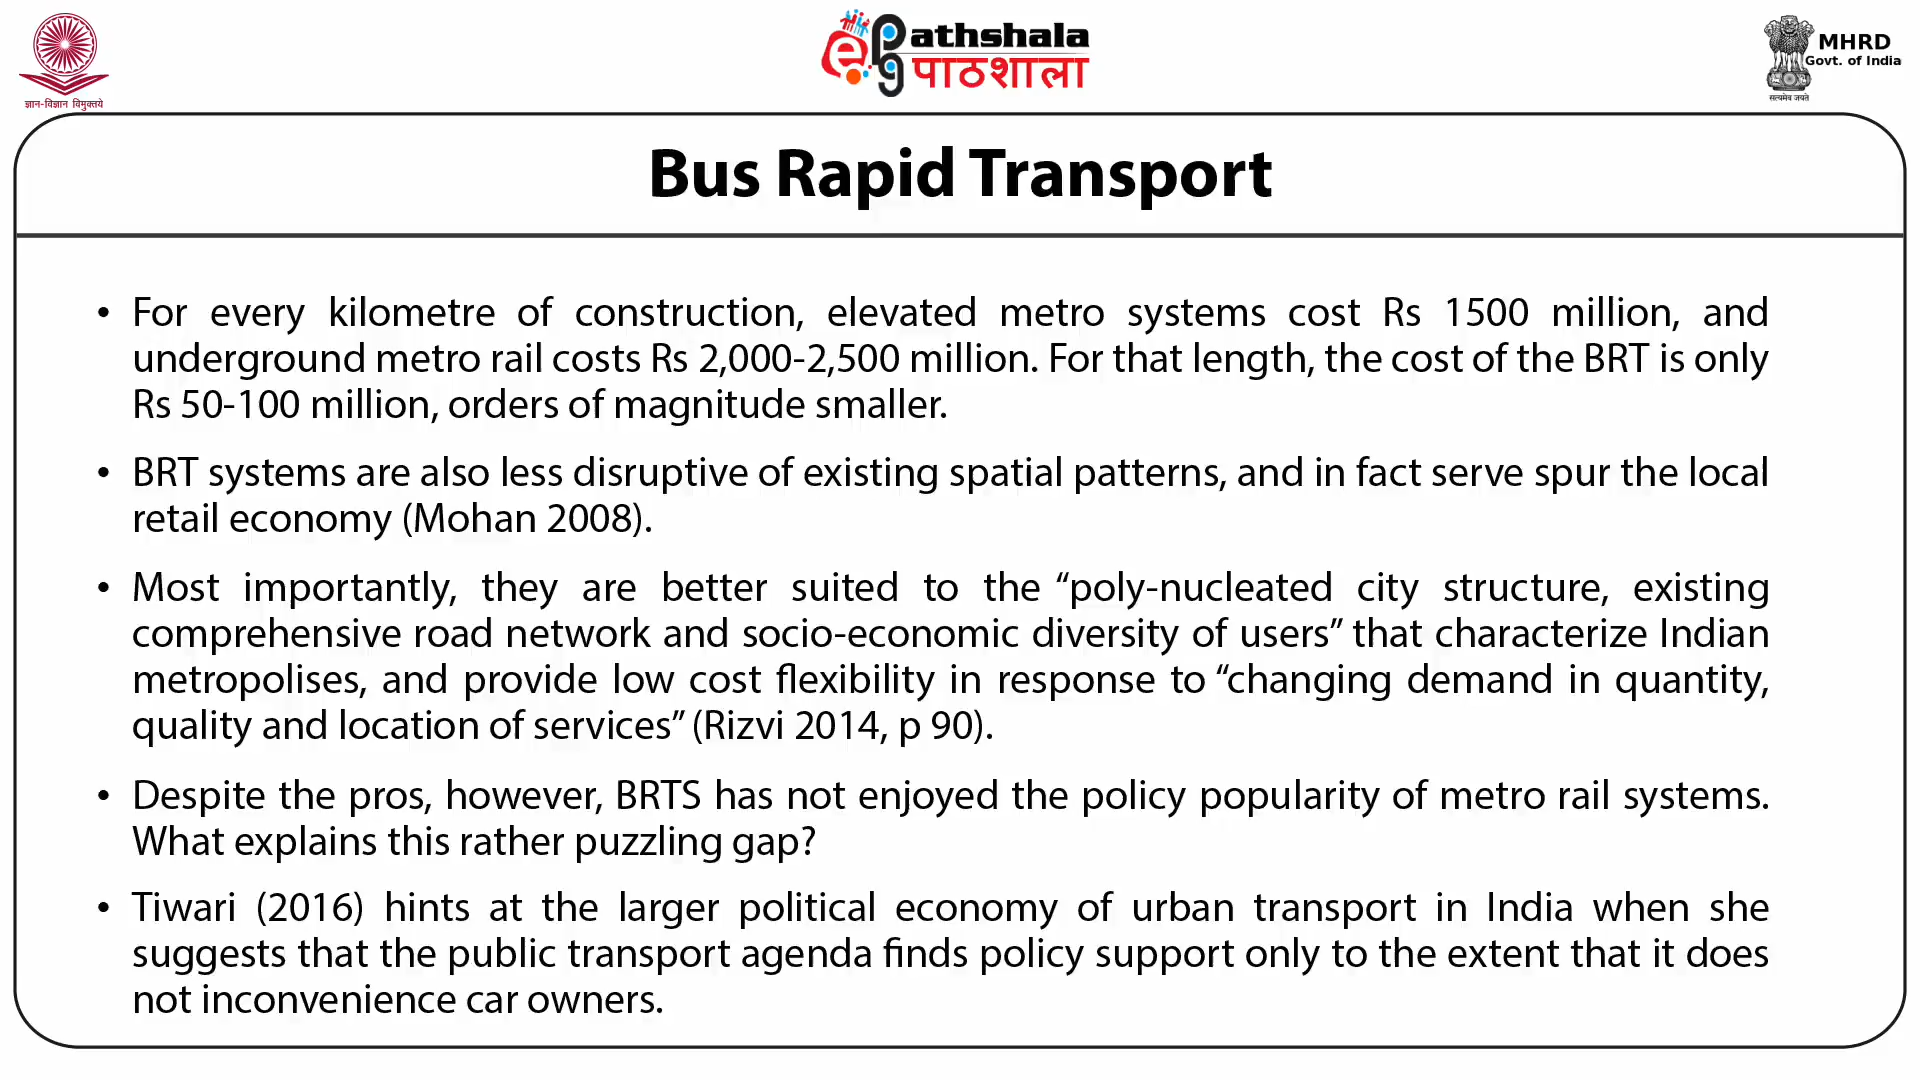 ज्ञान-विज्ञान विमुक्तये
ePathshala
पाठशाला
MHRD
Govt. of India
सत्यमेव जयते
Bus Rapid Transport
• For every kilometre of construction, elevated metro systems cost Rs 1500 million, and
underground metro rail costs Rs 2,000-2,500 million. For that length, the cost of the BRT is only
Rs 50-100 million, orders of magnitude smaller.
• BRT systems are also less disruptive of existing spatial patterns, and in fact serve spur the local
retail economy (Mohan 2008).
• Most importantly, they are better suited to the “poly-nucleated city structure, existing
comprehensive road network and socio-economic diversity of users” that characterize Indian
metropolises, and provide low cost flexibility in response to “changing demand in quantity,
quality and location of services” (Rizvi 2014, p 90).
• Despite the pros, however, BRTS has not enjoyed the policy popularity of metro rail systems.
What explains this rather puzzling gap?
• Tiwari (2016) hints at the larger political economy of urban transport in India when she
suggests that the public transport agenda finds policy support only to the extent that it does
not inconvenience car owners.